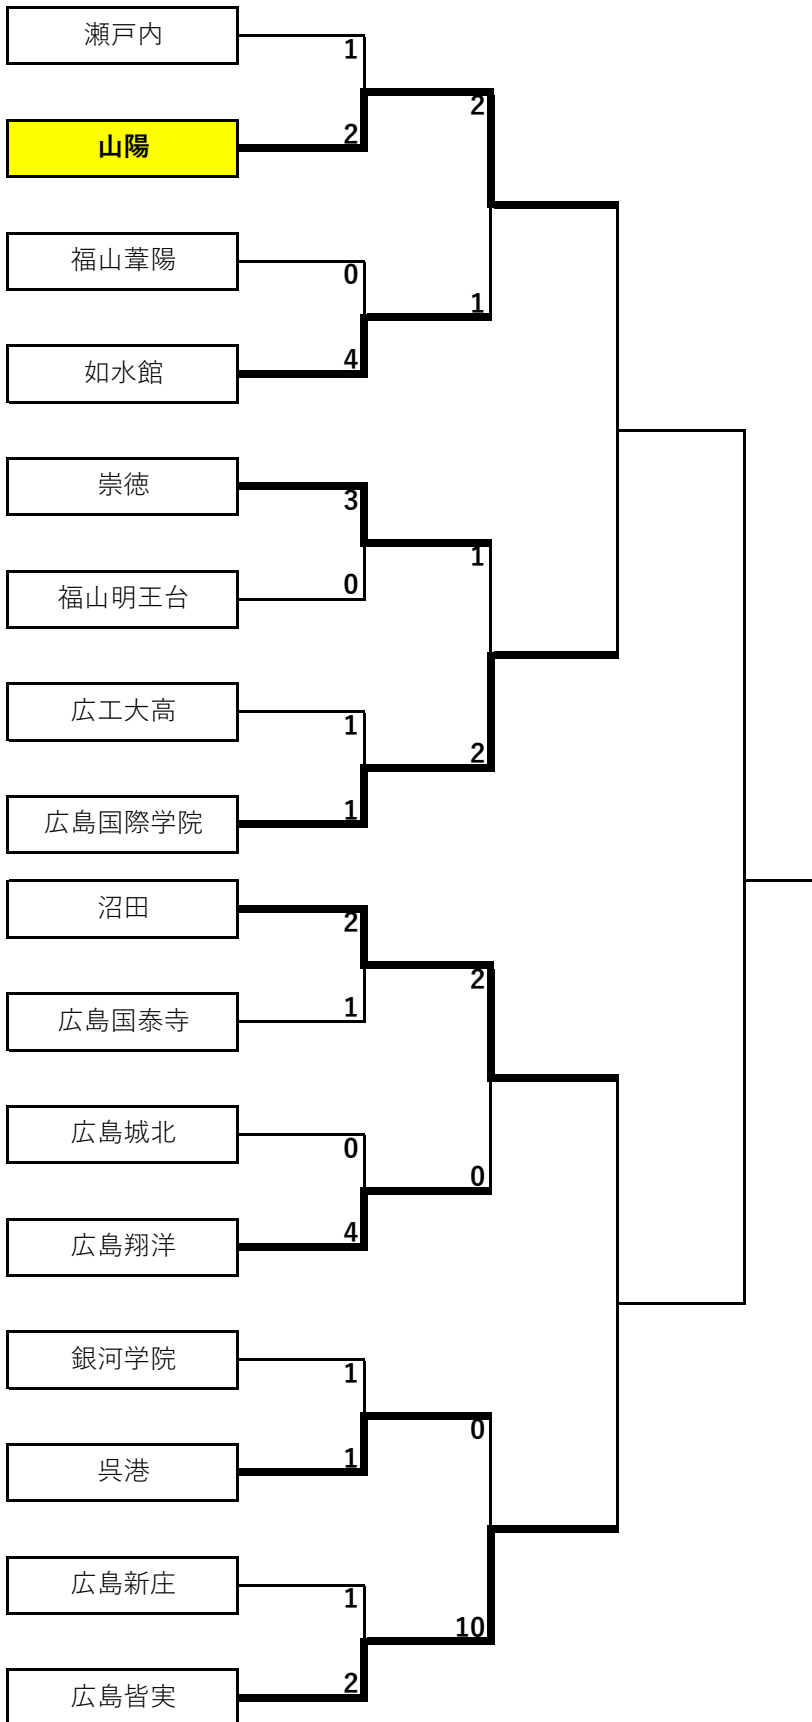 瀬戸内
1
2
山陽
2
福山葦陽
0
1
如水館
4
崇徳
3
1
福山明王台
0
広工大高
1
2
広島国際学院
1
沼田
2
2
広島国泰寺
1
広島城北
0
0
広島翔洋
4
銀河学院
1
0
呉港
1
広島新庄
1
10
広島皆実
2